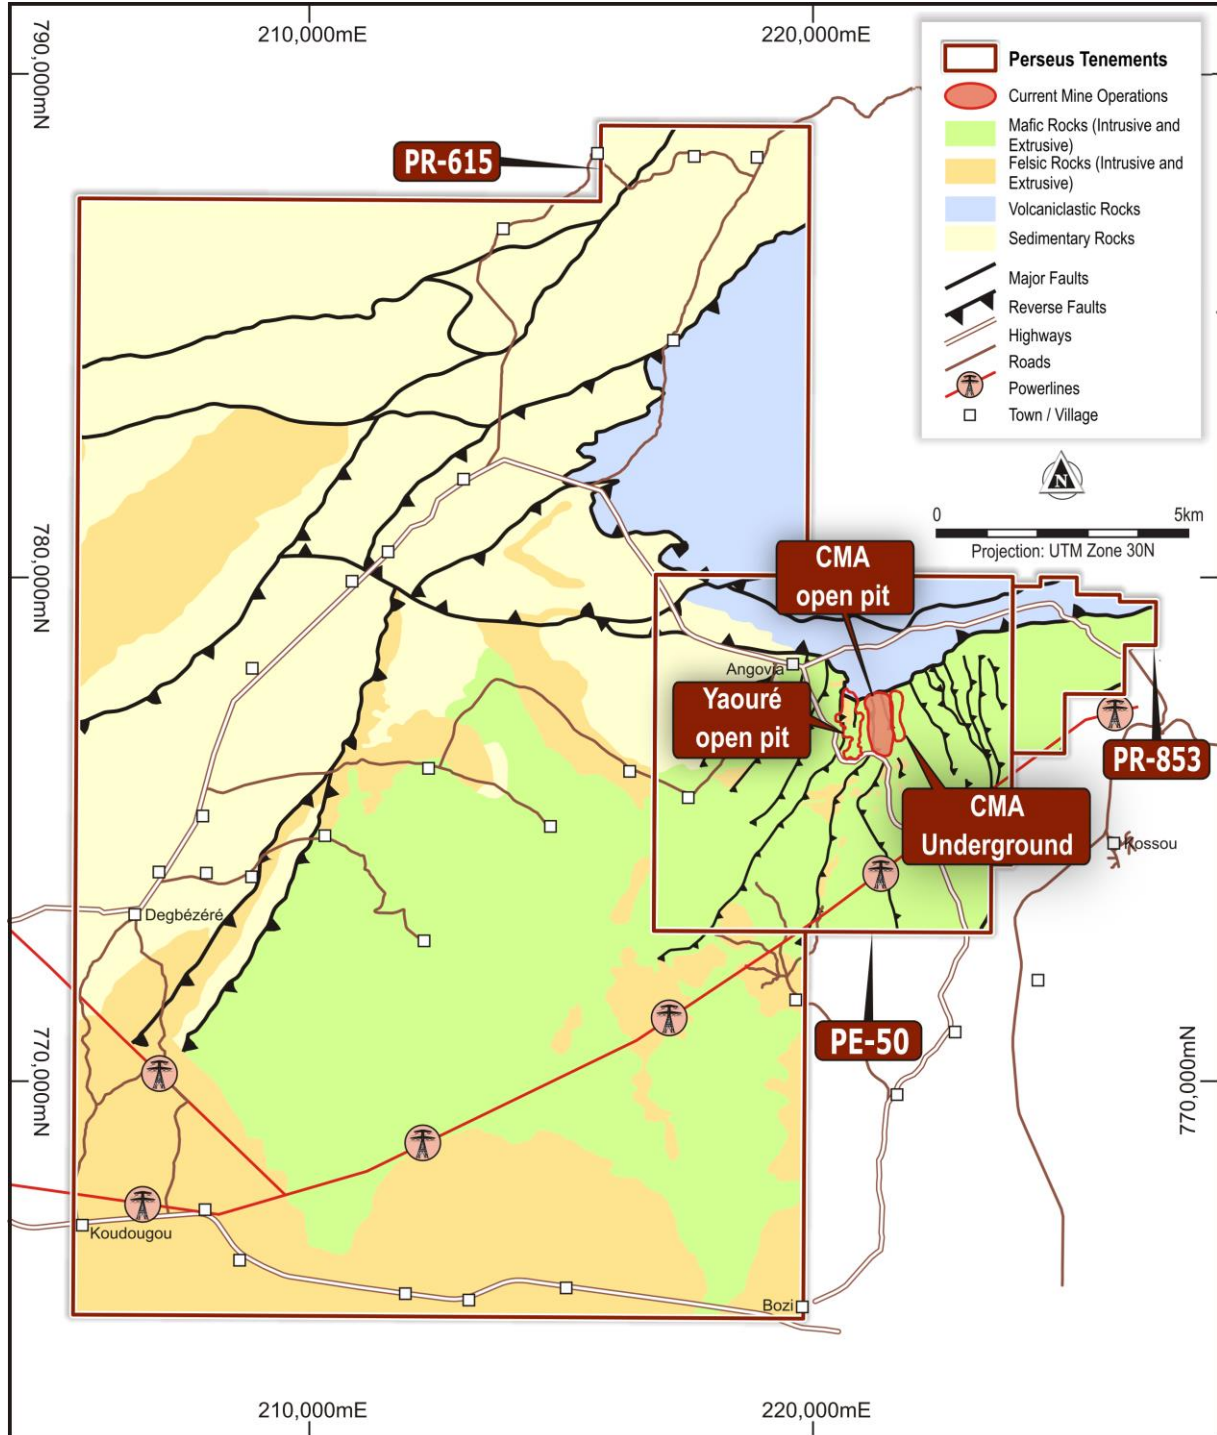 210,000mE
220,000mE
790,000mN
Perseus Tenements
Current Mine Operations
Mafic Rocks (Intrusive and
Extrusive)
Felsic Rocks (Intrusive and
Extrusive)
Volcaniclastic Rocks
Sedimentary Rocks
Major Faults
Reverse Faults
Highways
Roads
Powerlines
Town / Village
PR-615
N
0
5km
Projection: UTM Zone 30N
780,000mN
CMA
open pit
Angovia
Yaouré
open pit
PR-853
CMA
Underground
Kossou
Degbézéré
PE-50
770,000mN
770,000mN
Koudougou
Bozi
210,000mE
220,000mE